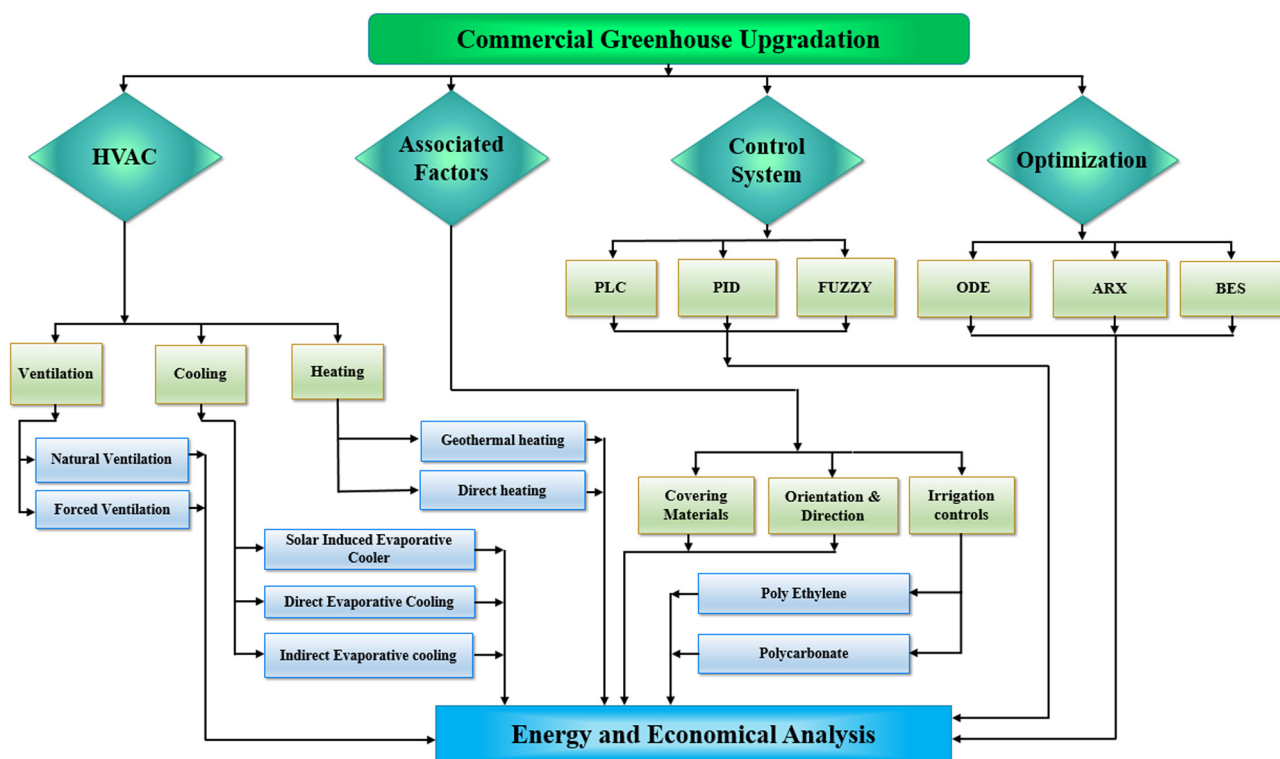 Commercial Greenhouse Upgradation
HVAC
Associated
Factors
Control
System
Optimization
PLC
PID
FUZZY
ODE
ARX
BES
Ventilation
Cooling
Heating
Natural Ventilation
Forced Ventilation
Geothermal heating
Direct heating
Covering
Materials
Orientation &
Direction
Irrigation
controls
Solar Induced Evaporative
Cooler
Direct Evaporative Cooling
Indirect Evaporative cooling
Poly Ethylene
Polycarbonate
Energy and Economical Analysis